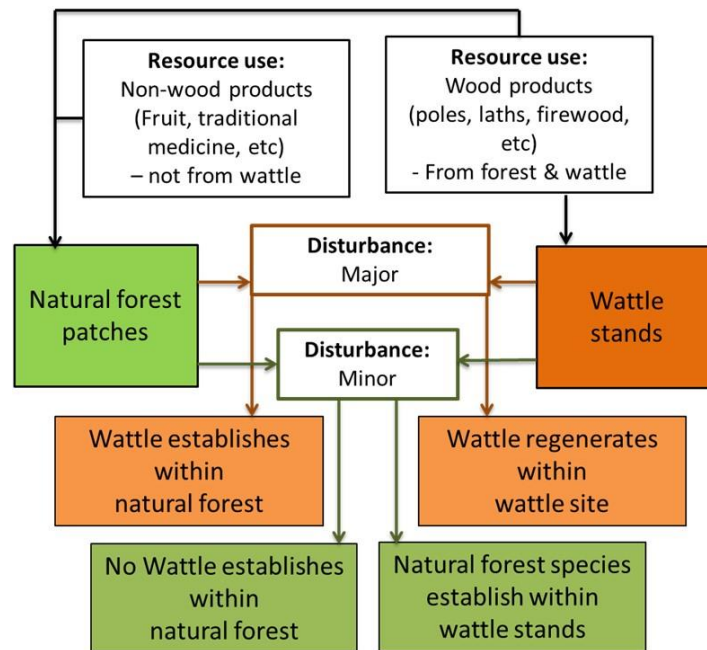 Resource use:
Non-wood products
(Fruit, traditional
medicine, etc)
– not from wattle
Resource use:
Wood products
(poles, laths, firewood,
etc)
- From forest & wattle
Natural forest
patches
Disturbance:
Major
Wattle
stands
Disturbance:
Minor
Wattle establishes
within
natural forest
Wattle regenerates
within
wattle site
No Wattle establishes
within
natural forest
Natural forest species
establish within
wattle stands